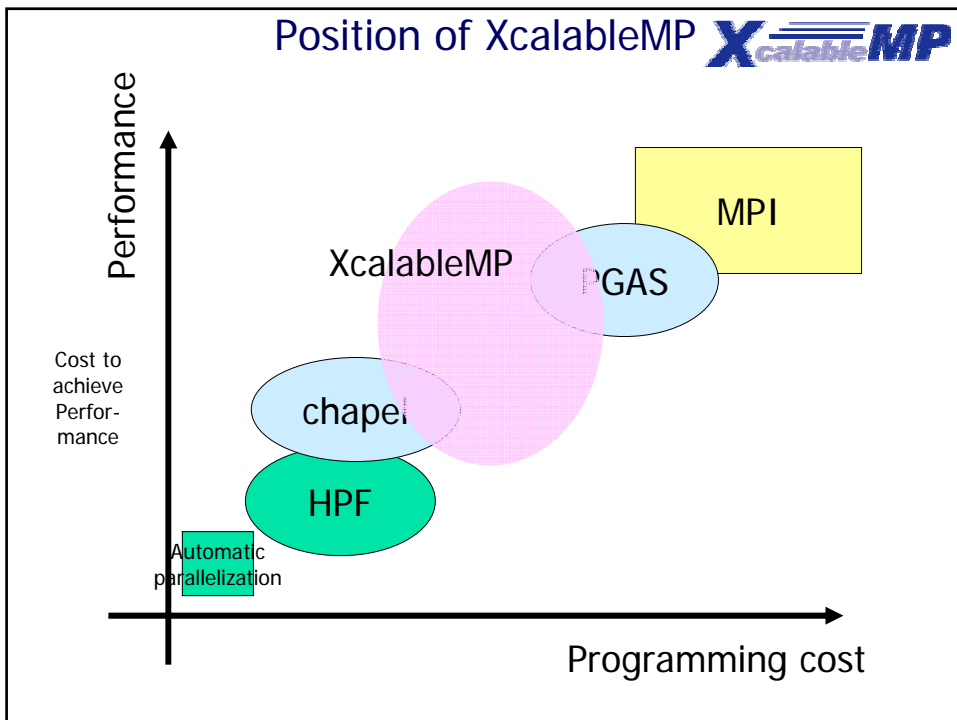 Position of XcalableMP
XcalableMP
Performance
MPI
XcalableMP
PGAS
Cost to
achieve
Perfor-
mance
chapel
HPF
Automatic
parallelization
Programming cost